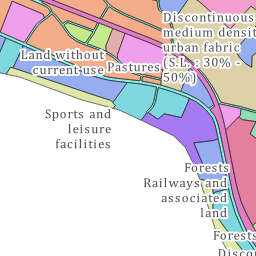 Discontinuous
medium densit
urban fabric
(S.L. : 30% -
50%)
Land without
current use
Pastures
Sports and
leisure
facilities
Forests
Railways and
associated
land
Forests
Discon